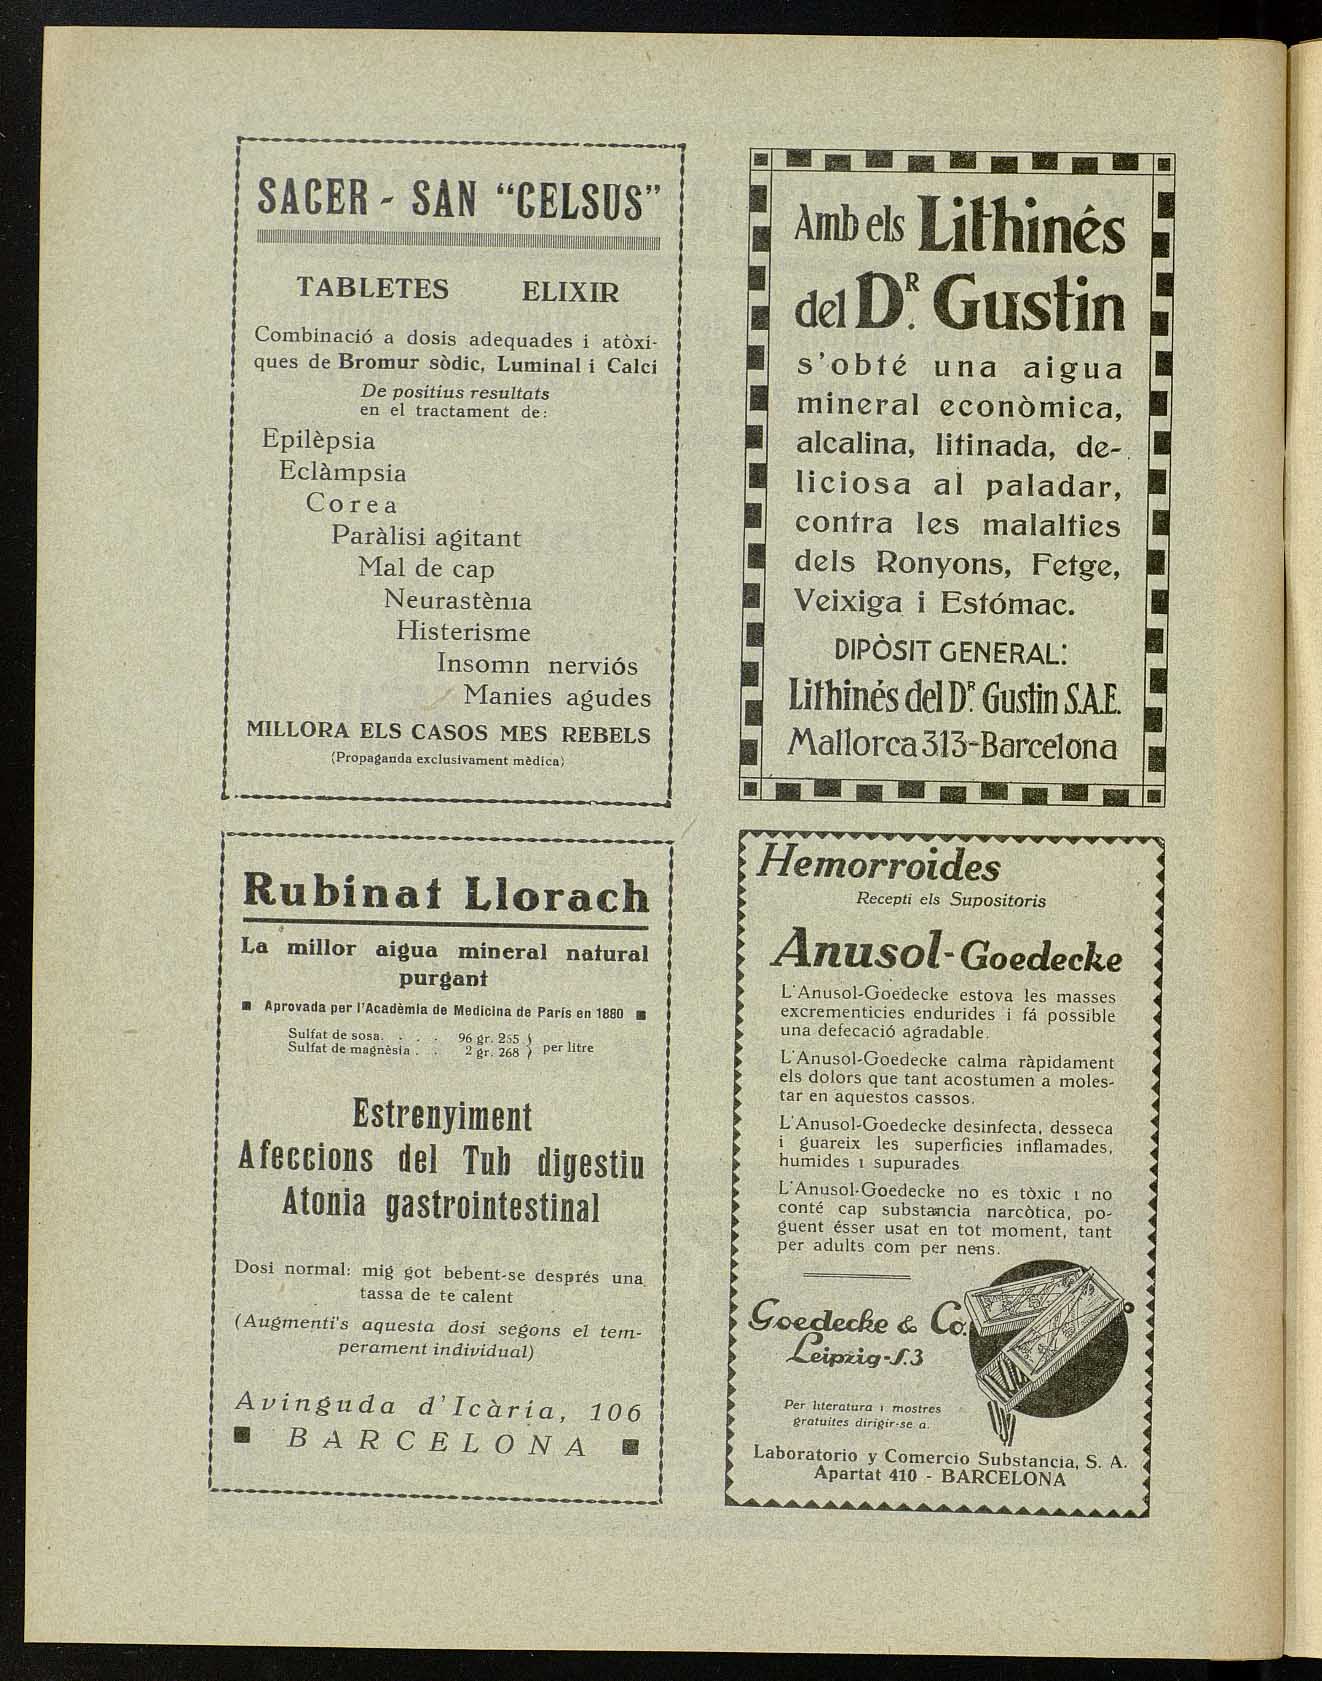 SACER - SAN "CELSUS"
TABLETES ELIXIR
Combinació a dosis adequades i atòxi-
ques de Bromur sòdic, Luminal i Calci
De positius resultats
en el tractament de:
Epilèpsia
Eclàmpsia
Corea
Paràlisi agitant
Mal de cap
Neurastènia
Histerisme
Insomn nerviós
Manies agudes
MILLORA ELS CASOS MES REBELS
(Propaganda exclusivament mèdica)
Amb els Lithinés
del DR. Gustin
s'obté una aigua
mineral econòmica,
alcalina, litinada, de-
liciosa al paladar,
contra les malalties
dels Ronyons, Fetge,
Veixiga i Estómac.
DIPÒSIT GENERAL:
Lithinés del DR. Gustin S.A.E.
Mallorca 313-Barcelona
Rubinat Llorach
La millor aigua mineral natural
purgant
Aprovada per l'Acadèmia de Medicina de París en 1880
Sulfat de sosa. . . . 96 gr. 255
Sulfat de magnèsia . . 2 gr. 268 } per litre
Estrenyiment
Afeccions del Tub digestiu
Atonia gastrointestinal
Dosi normal: mig got bebent-se després una
tassa de te calent
(Augmenti's aquesta dosi segons el tem-
perament individual)
Avinguda d'Icària, 106
BARCELONA
Hemorroides
Recepti els Supositoris
Anusol-Goedecke
L'Anusol-Goedecke estova les masses
excrementicies endurides i fá possible
una defecació agradable.
L'Anusol-Goedecke calma ràpidament
els dolors que tant acostumen a moles-
tar en aquestos cassos.
L'Anusol-Goedecke desinfecta, desseca
i guareix les superficies inflamades,
humides i supurades
L'Anusol-Goedecke no es tòxic i no
conté cap substancia narcòtica, po-
guent ésser usat en tot moment, tant
per adults com per nens.
Goedecke & Co.
Leipzig-S.3
Per literatura i mostres
gratuites dirigir-se a
Laboratorio y Comercio Substancia, S. A.
Apartat 410 - BARCELONA